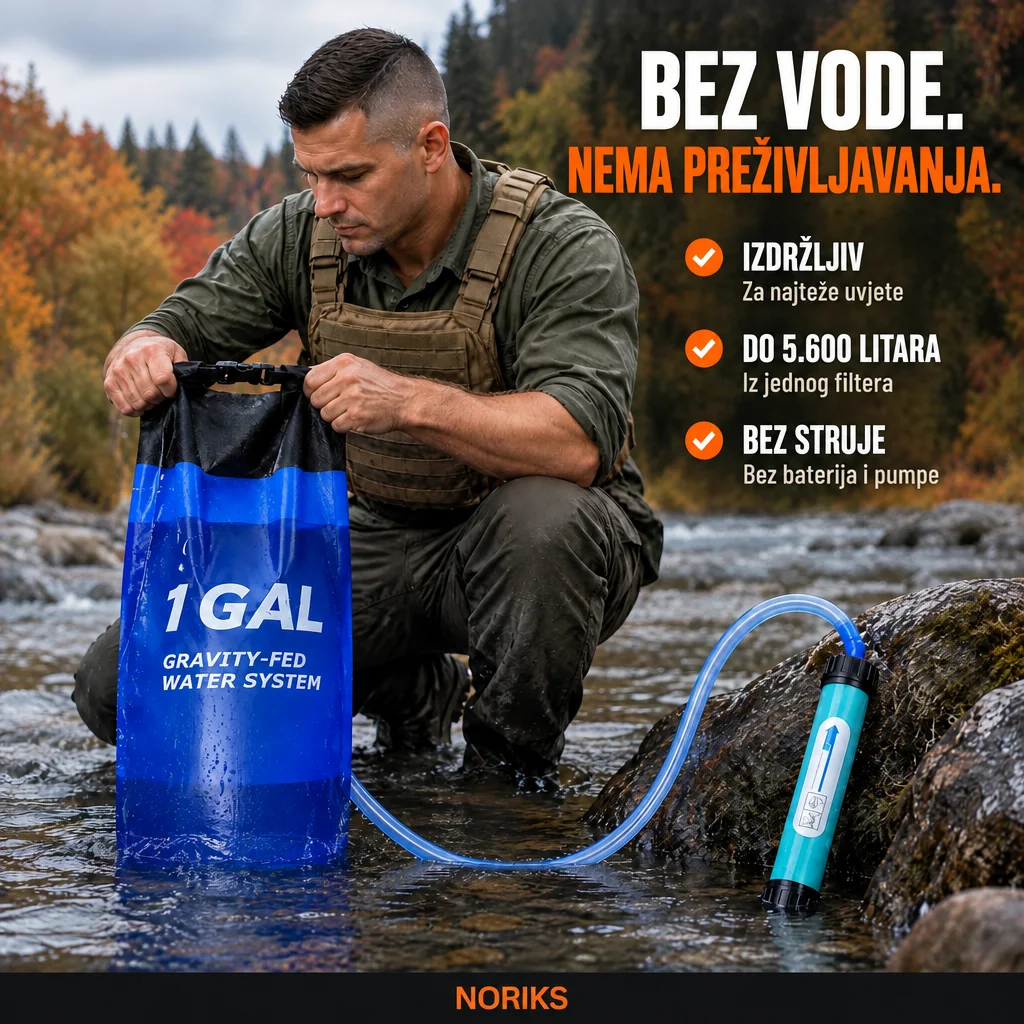 BEZ VODE.
NEMA PREŽIVLJAVANJA.
IZDRŽLJIV
Za najteže uvjete
DO 5.600 LITARA
Iz jednog filtera
BEZ STRUJE
Bez baterija i pumpe
1 GAL
GRAVITY-FED
WATER SYSTEM
NORIKS